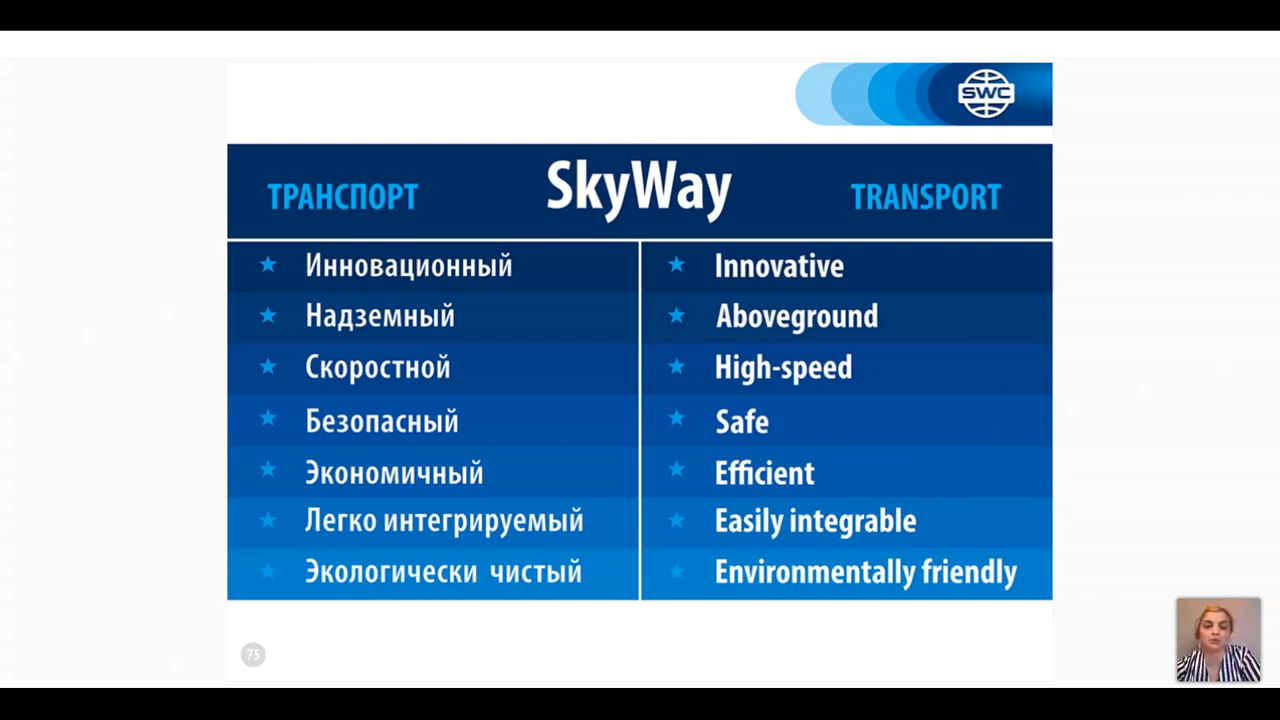 SWC
ТРАНСПОРТ SkyWay TRANSPORT
Инновационный
Надземный
Скоростной
Безопасный
Экономичный
Легко интегрируемый
Экологически чистый
Innovative
Aboveground
High-speed
Safe
Efficient
Easily integrable
Environmentally friendly
75